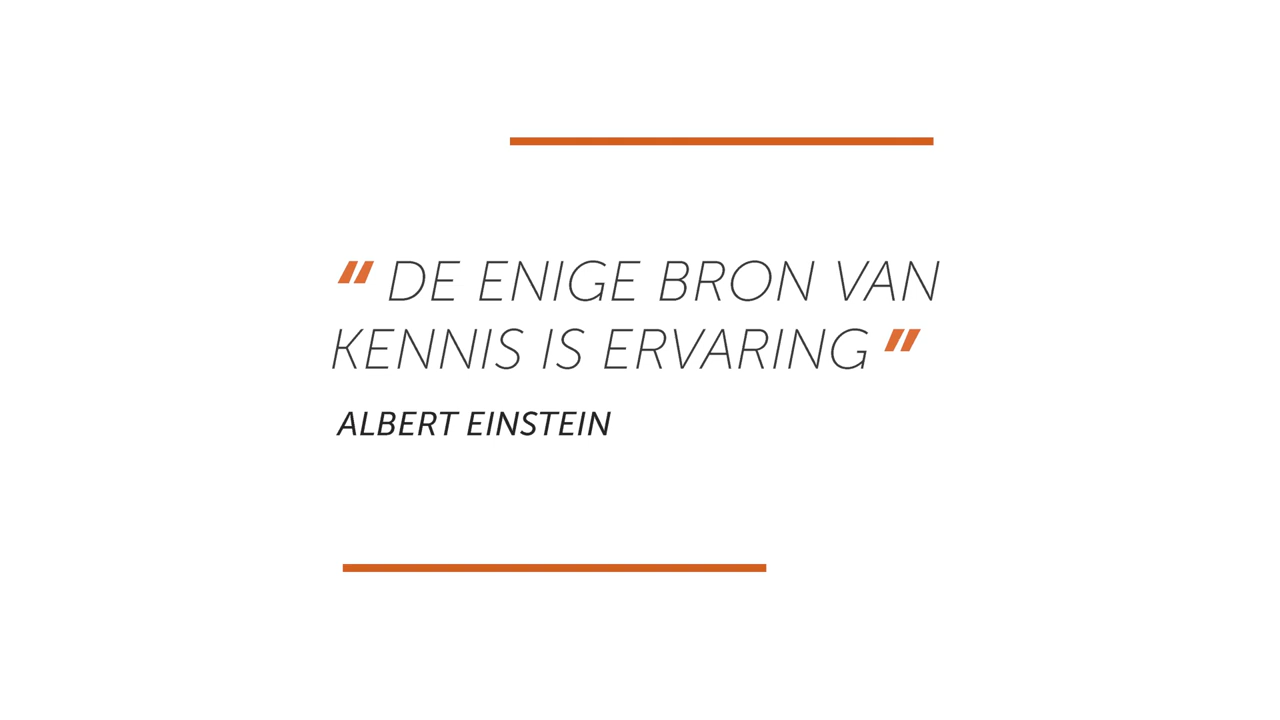 " DE ENIGE BRON VAN
KENNIS IS ERVARING "
ALBERT EINSTEIN